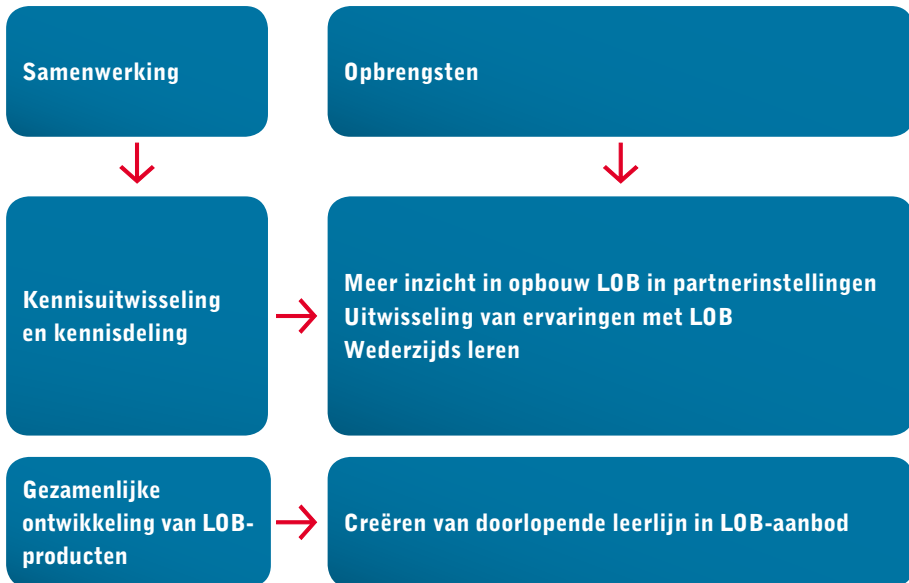 Samenwerking
Opbrengsten
Kennisuitwisseling
en kennisdeling
Meer inzicht in opbouw LOB in partnerinstellingen
Uitwisseling van ervaringen met LOB
Wederzijds leren
Gezamenlijke
ontwikkeling van LOB-
producten
Creëren van doorlopende leerlijn in LOB-aanbod